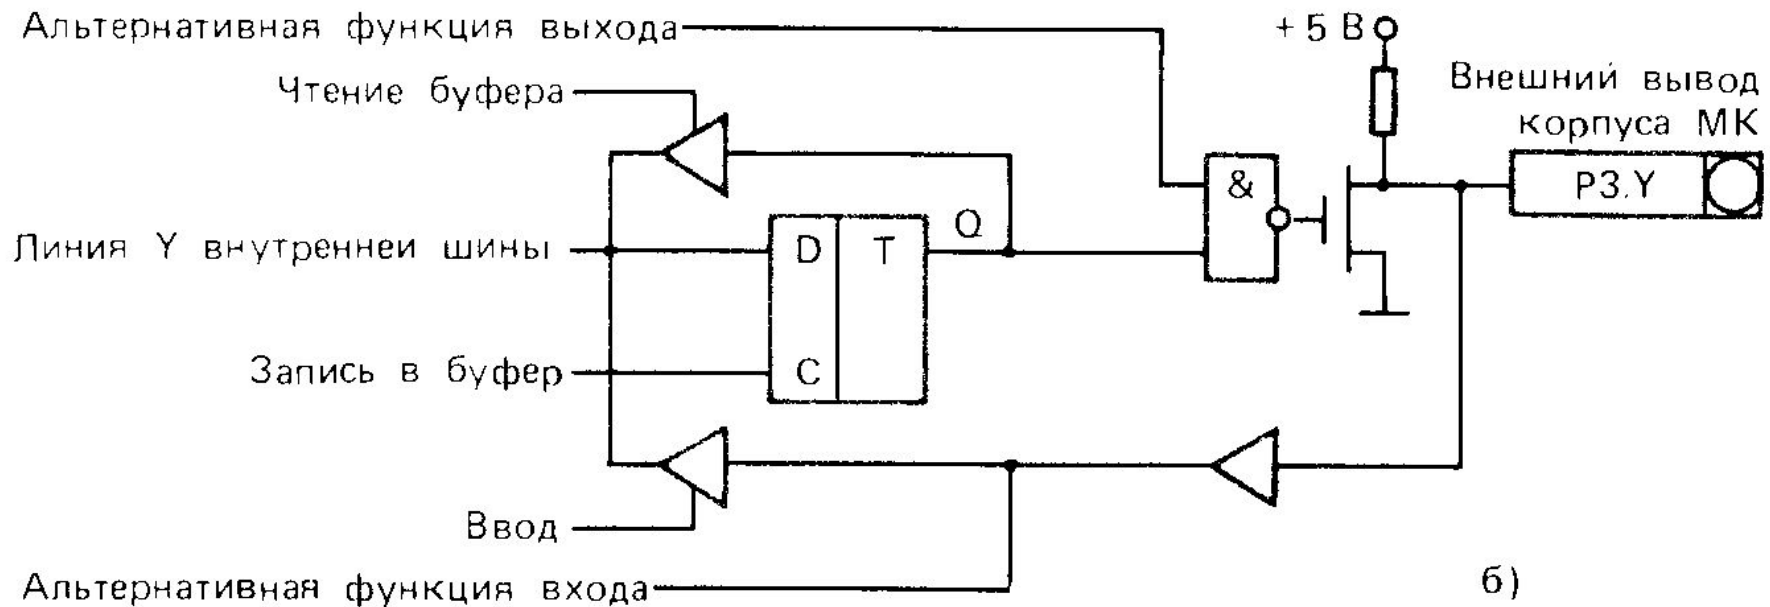 Альтернативная функция выхода
+ 5 В
Чтение буфера
Внешний вывод
корпуса МК
&
P3.Y
Q
Линия Y внутреннеи шины
D T
Запись в буфер
C
Ввод
Альтернативная функция входа
б)